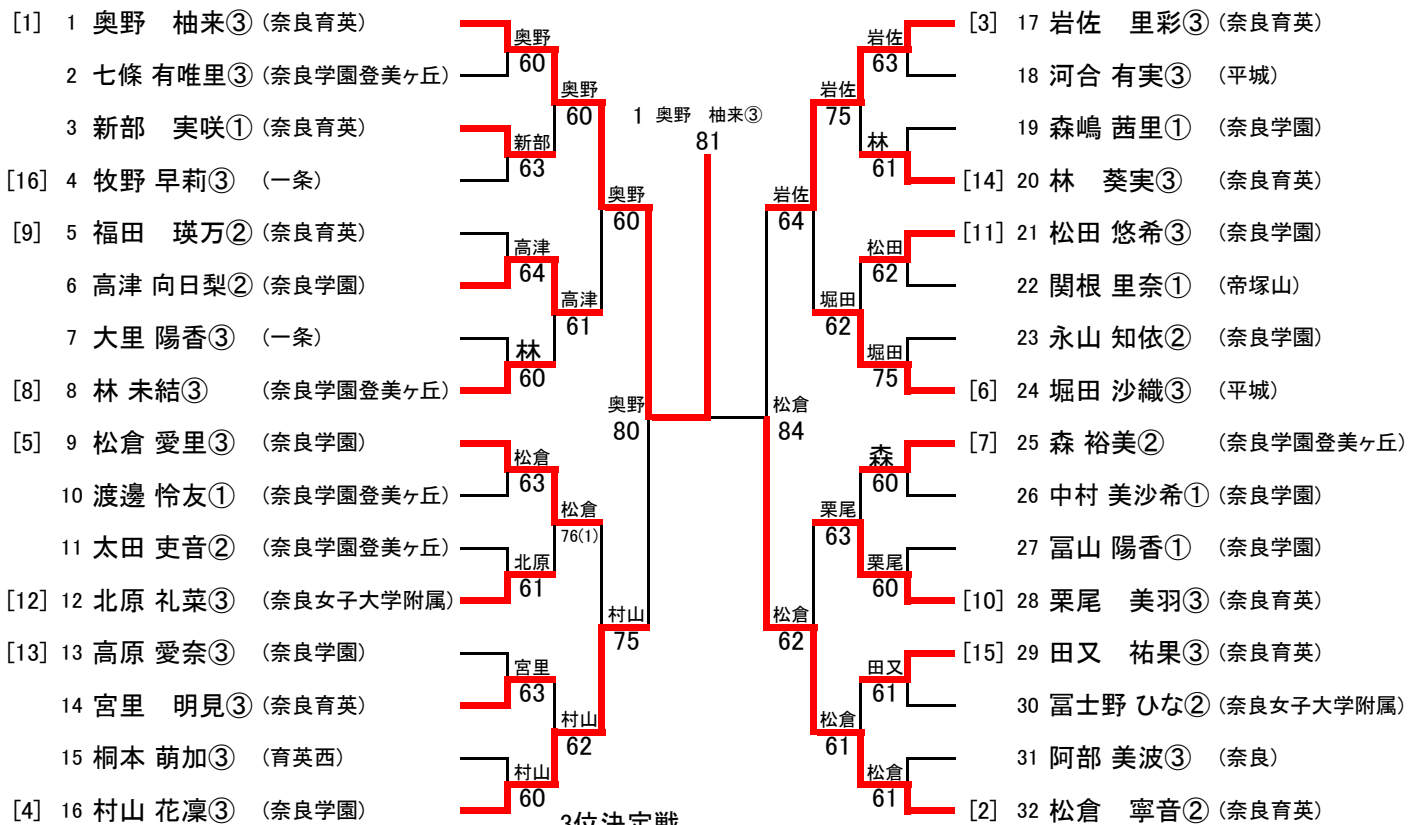 [1] 1 奥野　柚来③ (奈良育英)
2 七條 有唯里③ (奈良学園登美ヶ丘)
3 新部　実咲① (奈良育英)
[16] 4 牧野 早莉③ (一条)
[9] 5 福田　瑛万② (奈良育英)
6 高津 向日梨② (奈良学園)
7 大里 陽香③ (一条)
[8] 8 林 未結③ (奈良学園登美ヶ丘)
[5] 9 松倉 愛里③ (奈良学園)
10 渡邊 怜友① (奈良学園登美ヶ丘)
11 太田 吏音② (奈良学園登美ヶ丘)
[12] 12 北原 礼菜③ (奈良女子大学附属)
[13] 13 高原 愛奈③ (奈良学園)
14 宮里　明見③ (奈良育英)
15 桐本 萌加③ (育英西)
[4] 16 村山 花凜③ (奈良学園)
奥野
60
新部
63
高津
64
林
60
松倉
63
北原
61
宮里
63
村山
60
奥野
60
高津
61
松倉
76(1)
村山
62
奥野
60
村山
75
奥野
80
1 奥野　柚来③
81
3位決定戦
松倉
84
岩佐
64
松倉
62
岩佐
75
堀田
62
栗尾
63
松倉
61
岩佐
63
林
61
松田
62
堀田
75
森
60
栗尾
60
田又
61
松倉
61
[3] 17 岩佐　里彩③ (奈良育英)
18 河合 有実③ (平城)
19 森嶋 茜里① (奈良学園)
[14] 20 林　葵実③ (奈良育英)
[11] 21 松田 悠希③ (奈良学園)
22 関根 里奈① (帝塚山)
23 永山 知依② (奈良学園)
[6] 24 堀田 沙織③ (平城)
[7] 25 森 裕美② (奈良学園登美ヶ丘)
26 中村 美沙希① (奈良学園)
27 冨山 陽香① (奈良学園)
[10] 28 栗尾　美羽③ (奈良育英)
[15] 29 田又　祐果③ (奈良育英)
30 冨士野 ひな② (奈良女子大学附属)
31 阿部 美波③ (奈良)
[2] 32 松倉　寧音② (奈良育英)